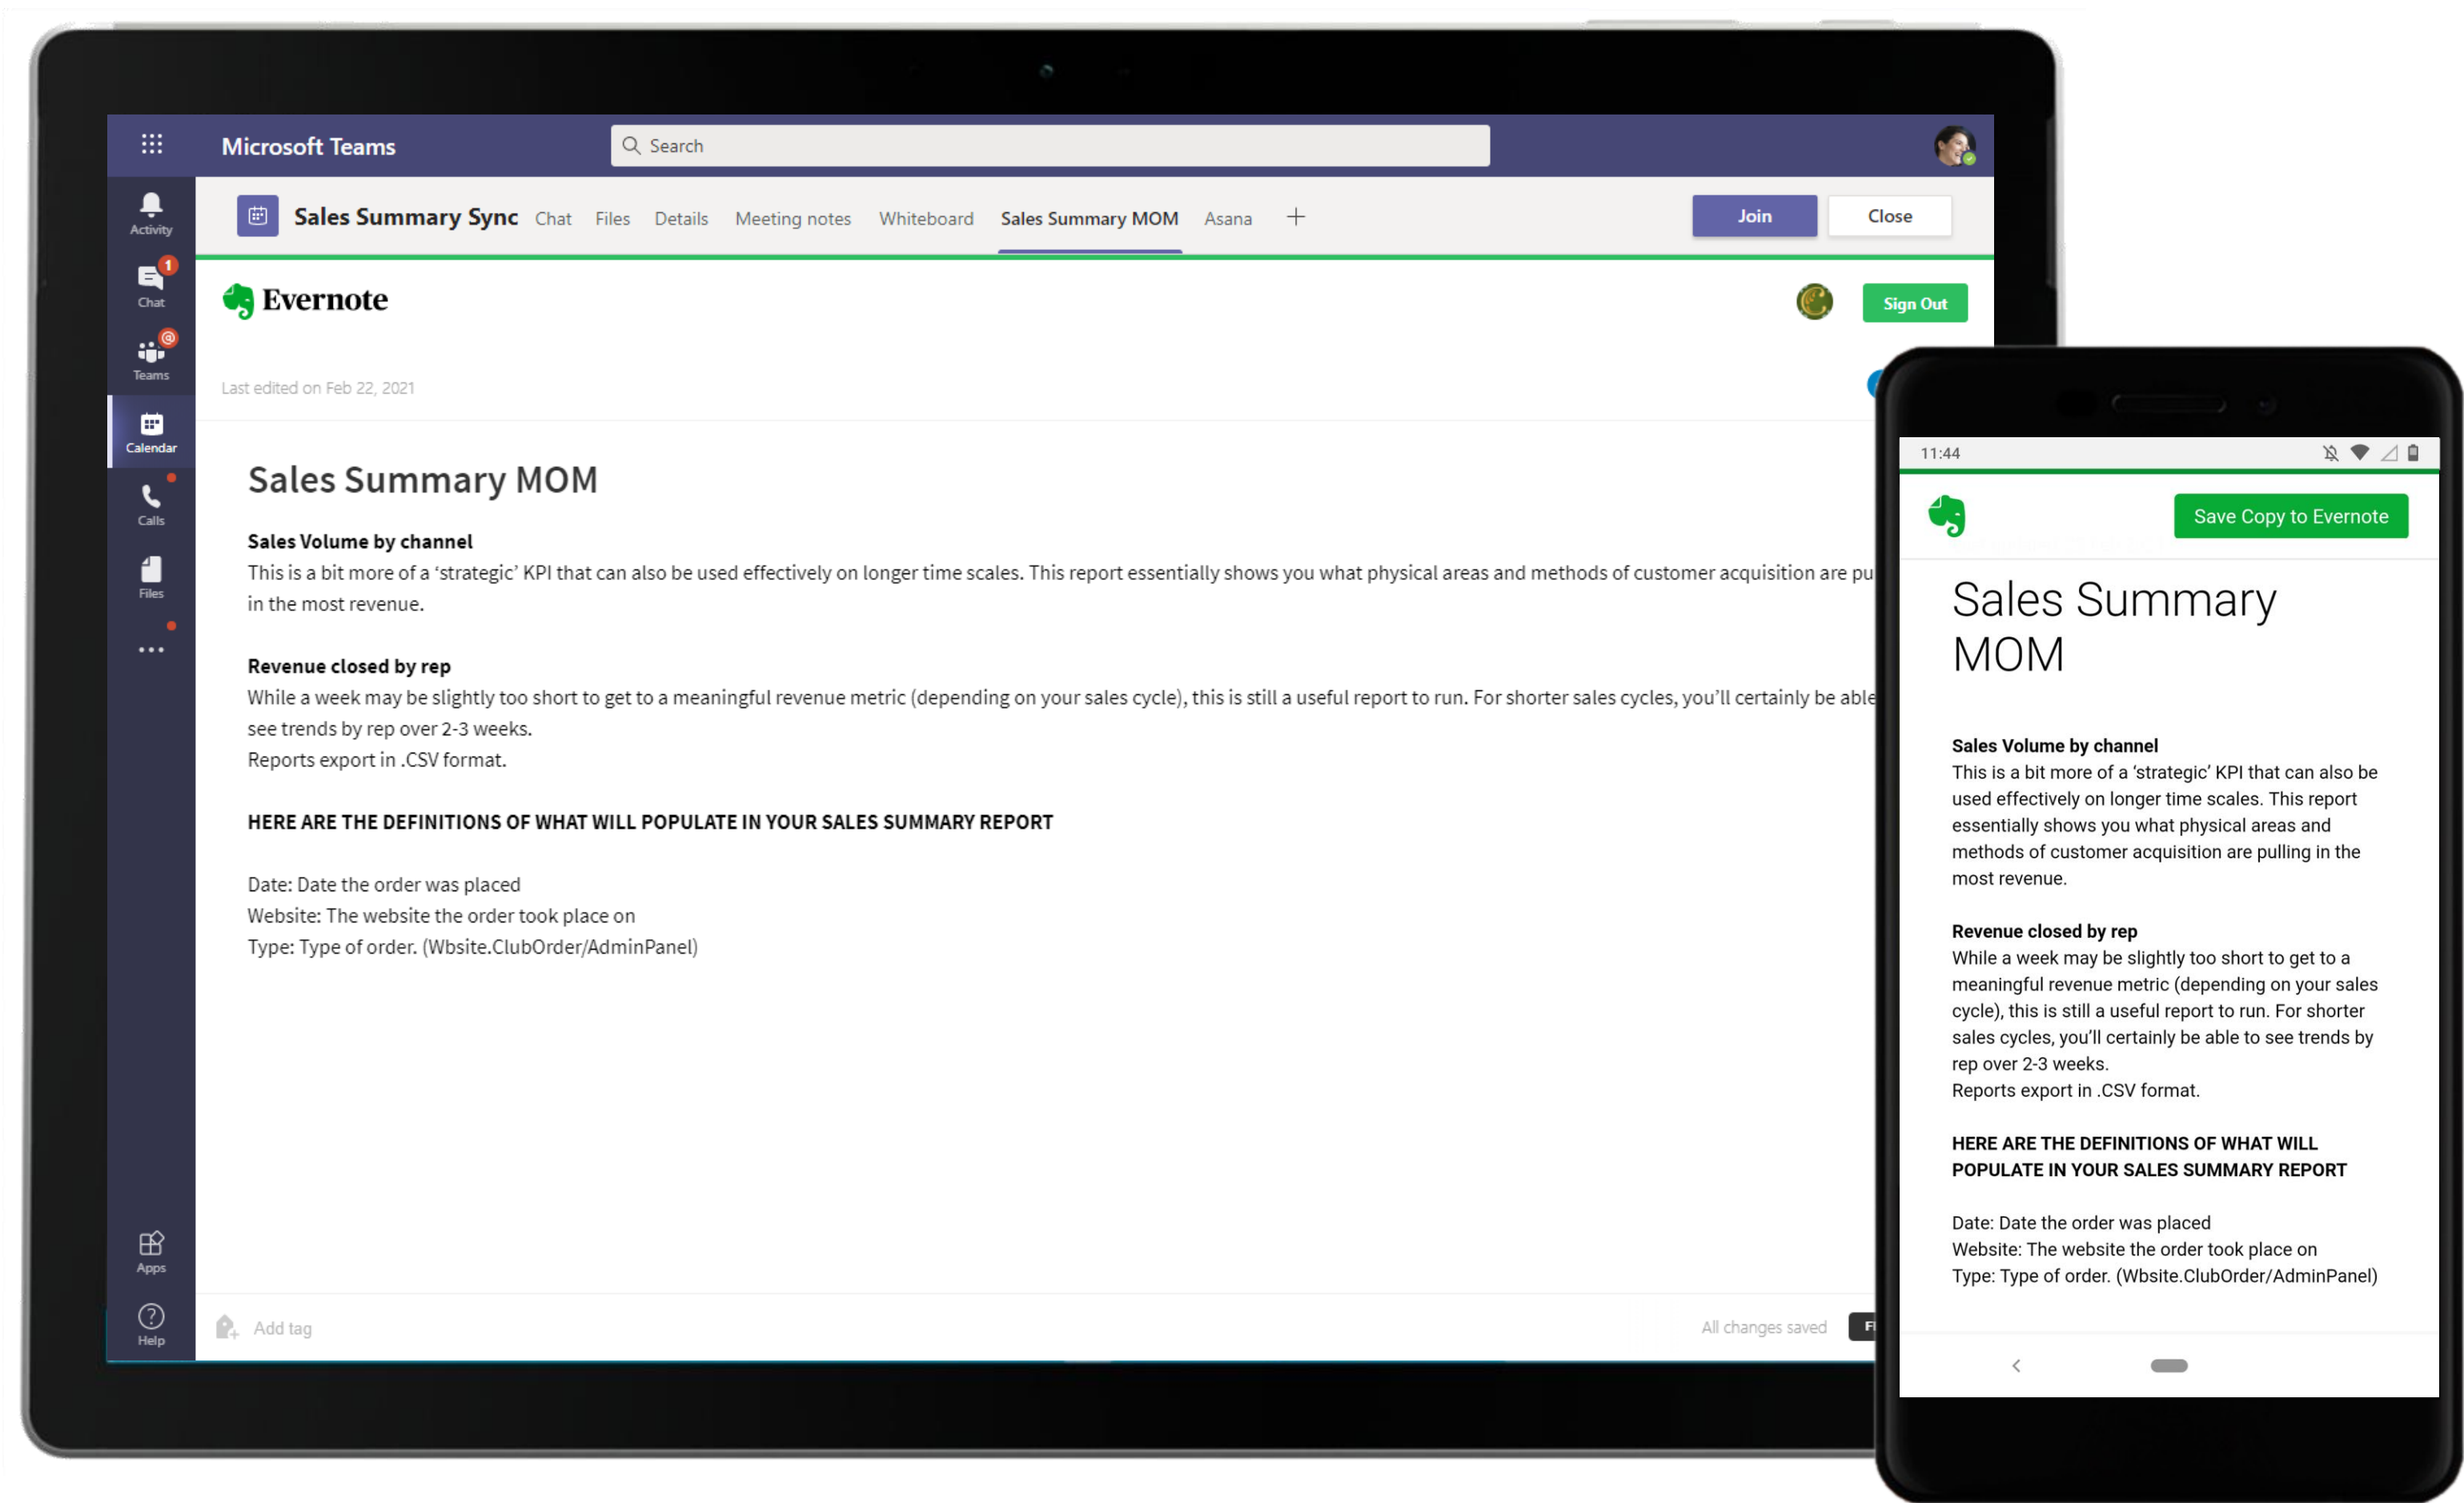 Microsoft Teams
Search
Activity
1
Chat
@
Teams
Calendar
Calls
Files
Apps
Help
Sales Summary Sync Chat Files Details Meeting notes Whiteboard Sales Summary MOM Asana +
Join
Close
Evernote
Sign Out
Last edited on Feb 22, 2021
Sales Summary MOM
Sales Volume by channel
This is a bit more of a ‘strategic’ KPI that can also be used effectively on longer time scales. This report essentially shows you what physical areas and methods of customer acquisition are pu
in the most revenue.
Revenue closed by rep
While a week may be slightly too short to get to a meaningful revenue metric (depending on your sales cycle), this is still a useful report to run. For shorter sales cycles, you’ll certainly be able
see trends by rep over 2-3 weeks.
Reports export in .CSV format.
HERE ARE THE DEFINITIONS OF WHAT WILL POPULATE IN YOUR SALES SUMMARY REPORT
Date: Date the order was placed
Website: The website the order took place on
Type: Type of order. (Wbsite.ClubOrder/AdminPanel)
Add tag
All changes saved
11:44
Save Copy to Evernote
Sales Summary
MOM
Sales Volume by channel
This is a bit more of a ‘strategic’ KPI that can also be
used effectively on longer time scales. This report
essentially shows you what physical areas and
methods of customer acquisition are pulling in the
most revenue.
Revenue closed by rep
While a week may be slightly too short to get to a
meaningful revenue metric (depending on your sales
cycle), this is still a useful report to run. For shorter
sales cycles, you’ll certainly be able to see trends by
rep over 2-3 weeks.
Reports export in .CSV format.
HERE ARE THE DEFINITIONS OF WHAT WILL
POPULATE IN YOUR SALES SUMMARY REPORT
Date: Date the order was placed
Website: The website the order took place on
Type: Type of order. (Wbsite.ClubOrder/AdminPanel)